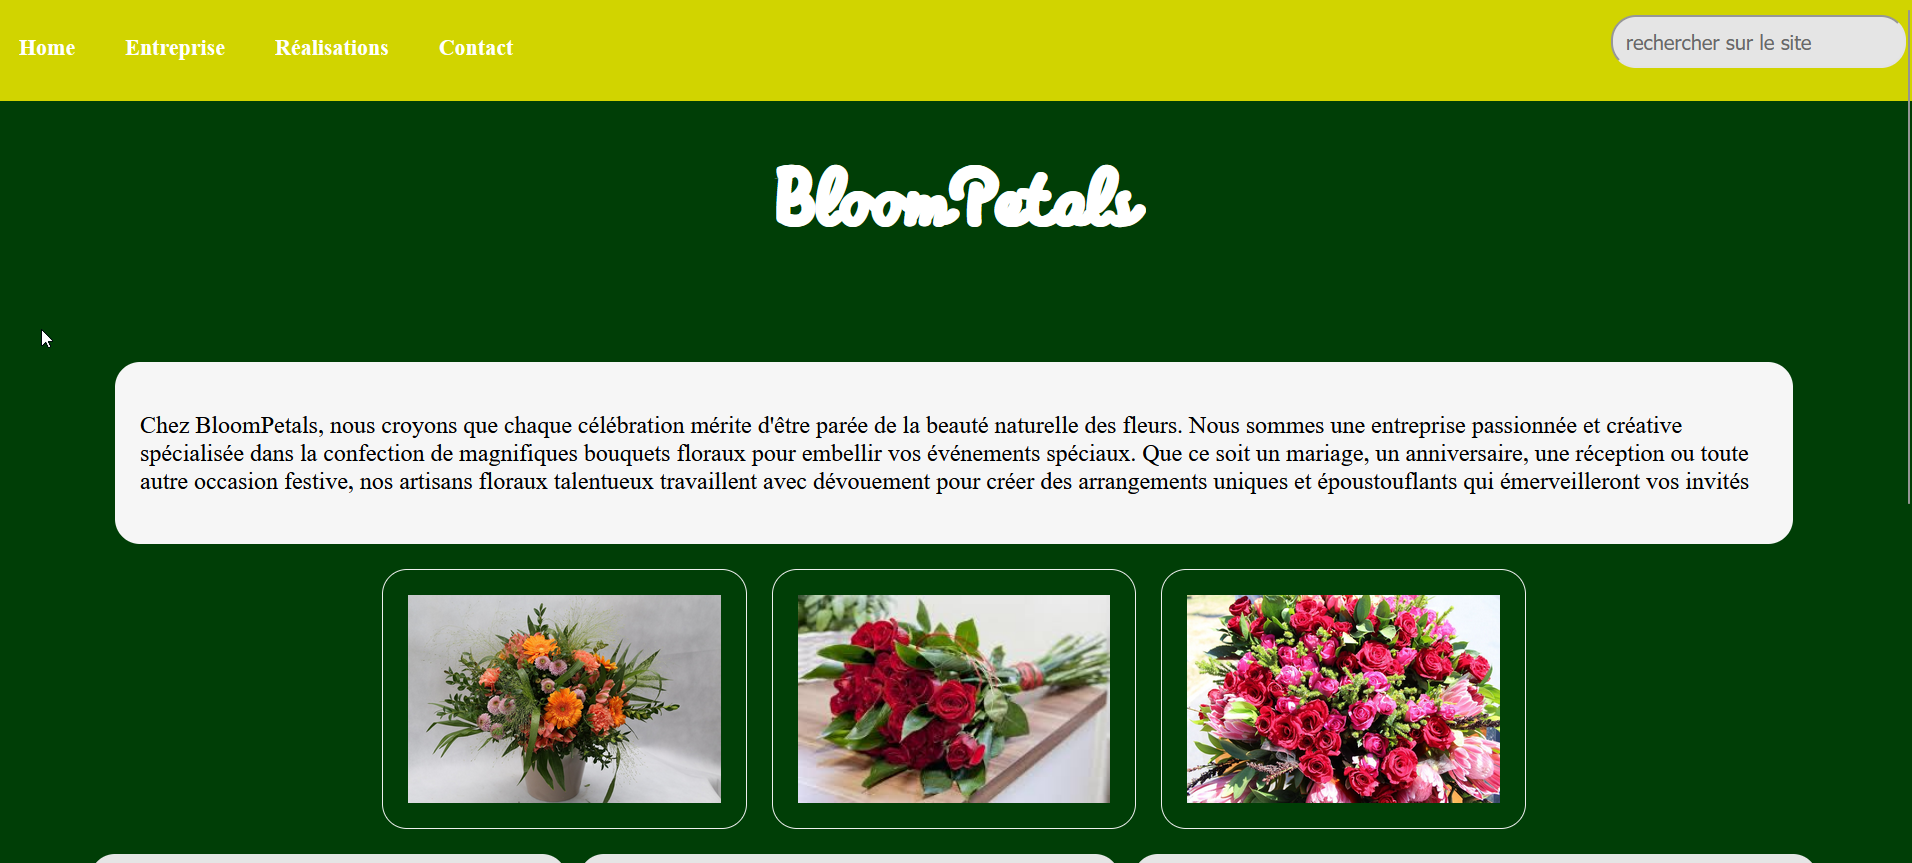 Home Entreprise Réalisations Contact rechercher sur le site
BloomPetals
Chez BloomPetals, nous croyons que chaque célébration mérite d'être parée de la beauté naturelle des fleurs. Nous sommes une entreprise passionnée et créative
spécialisée dans la confection de magnifiques bouquets floraux pour embellir vos événements spéciaux. Que ce soit un mariage, un anniversaire, une réception ou toute
autre occasion festive, nos artisans floraux talentueux travaillent avec dévouement pour créer des arrangements uniques et époustouflants qui émerveilleront vos invités